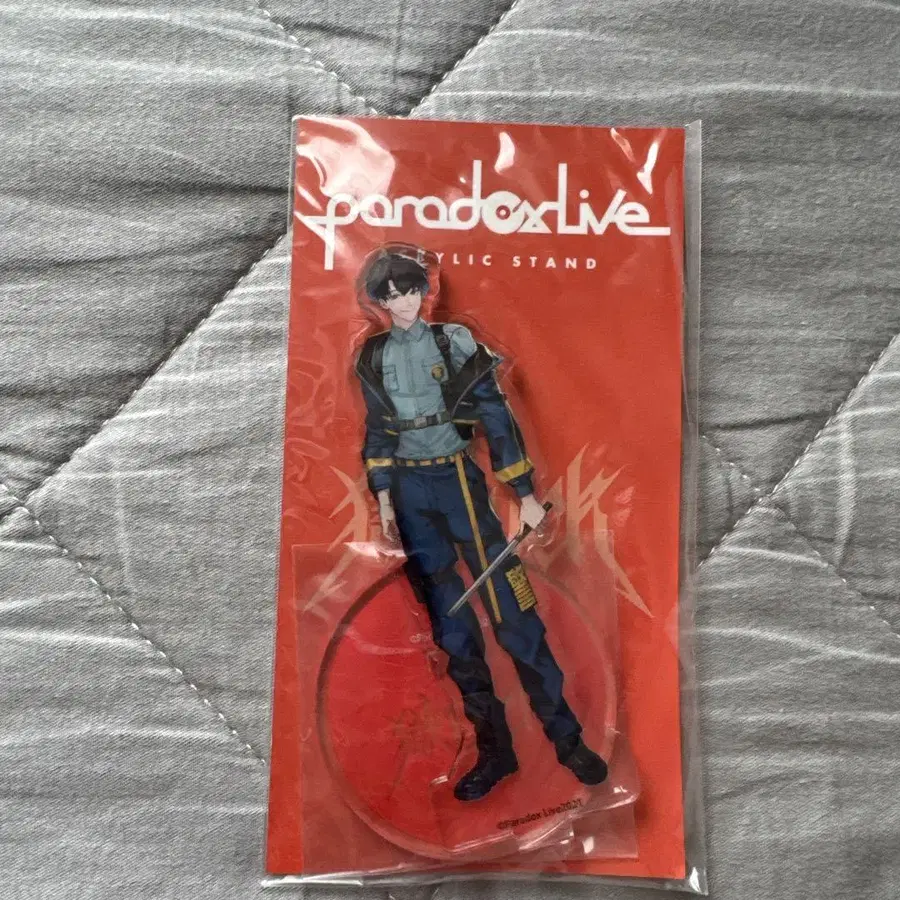 paradox Live
ACRYLIC STAND
©Paradox Live2021